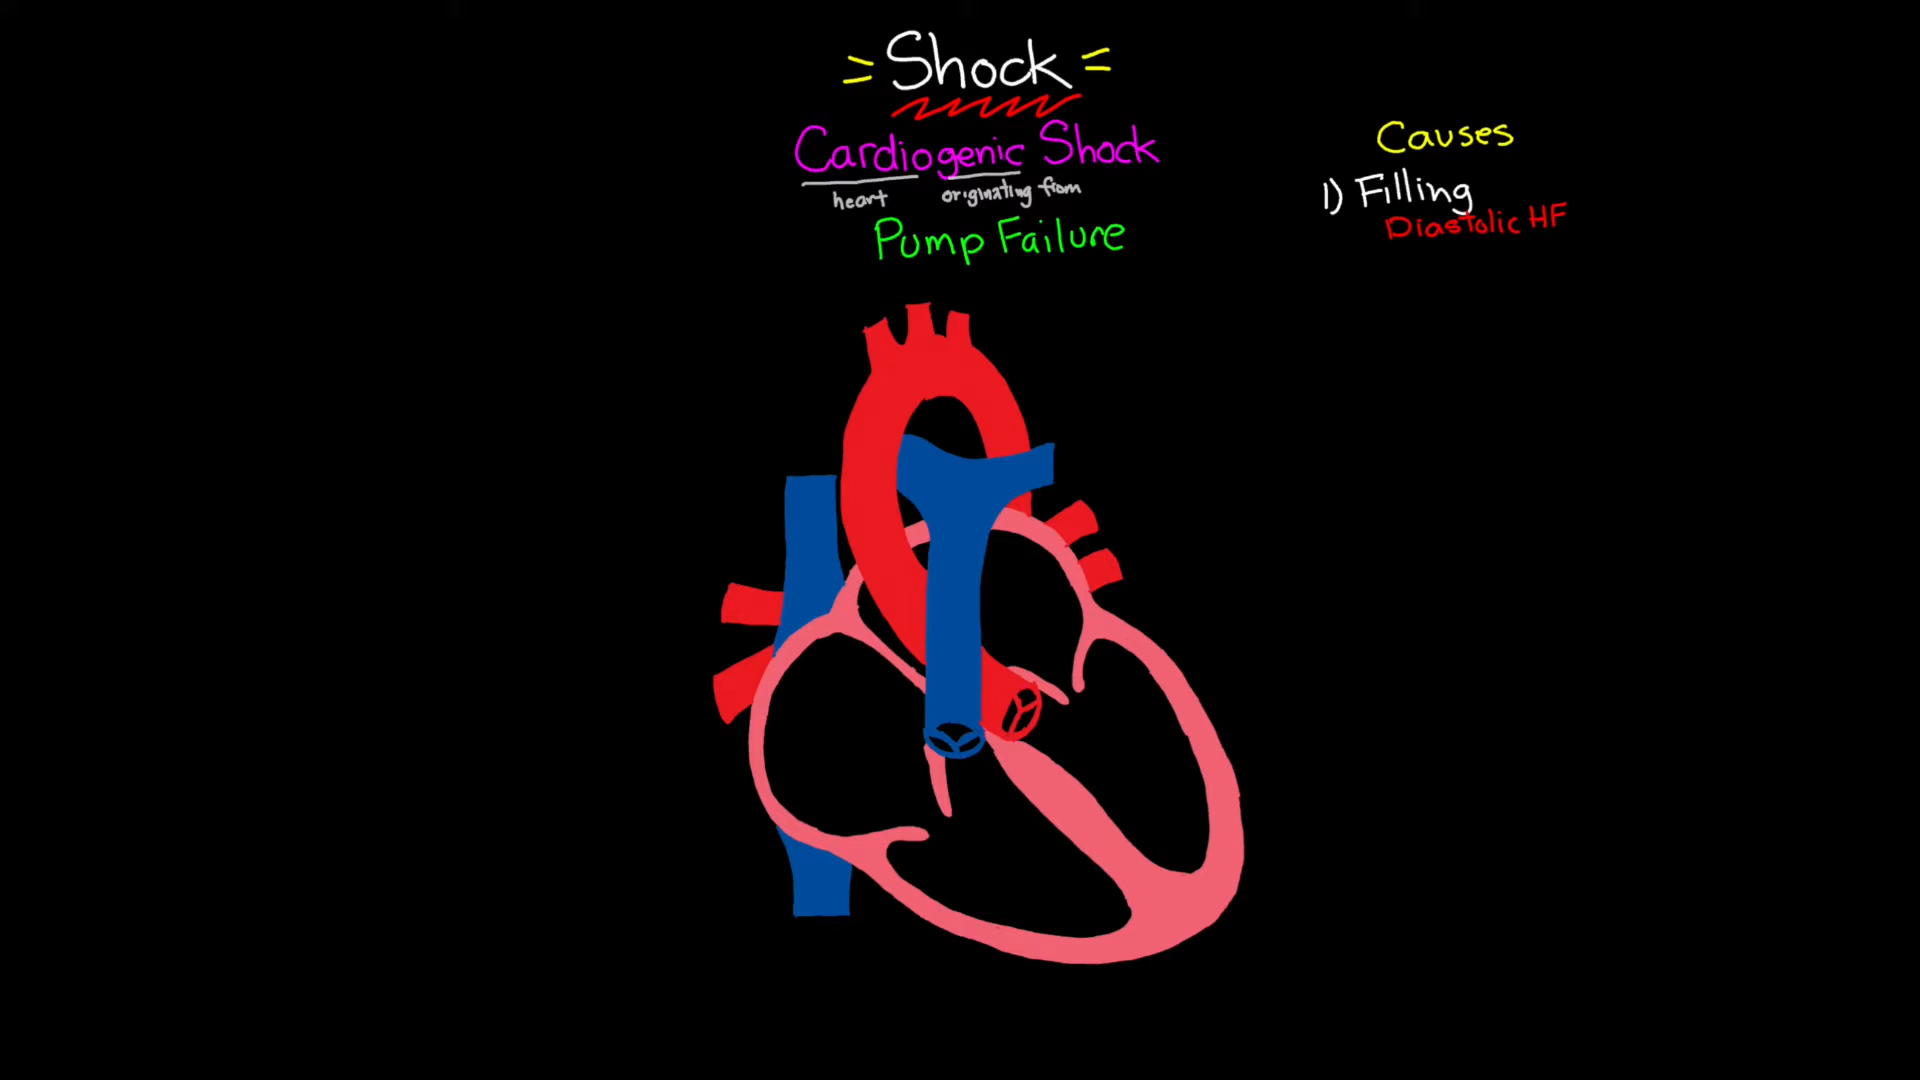 = Shock =
Cardiogenic Shock
heart originating from
Pump Failure
Causes
1) Filling
Diastolic HF